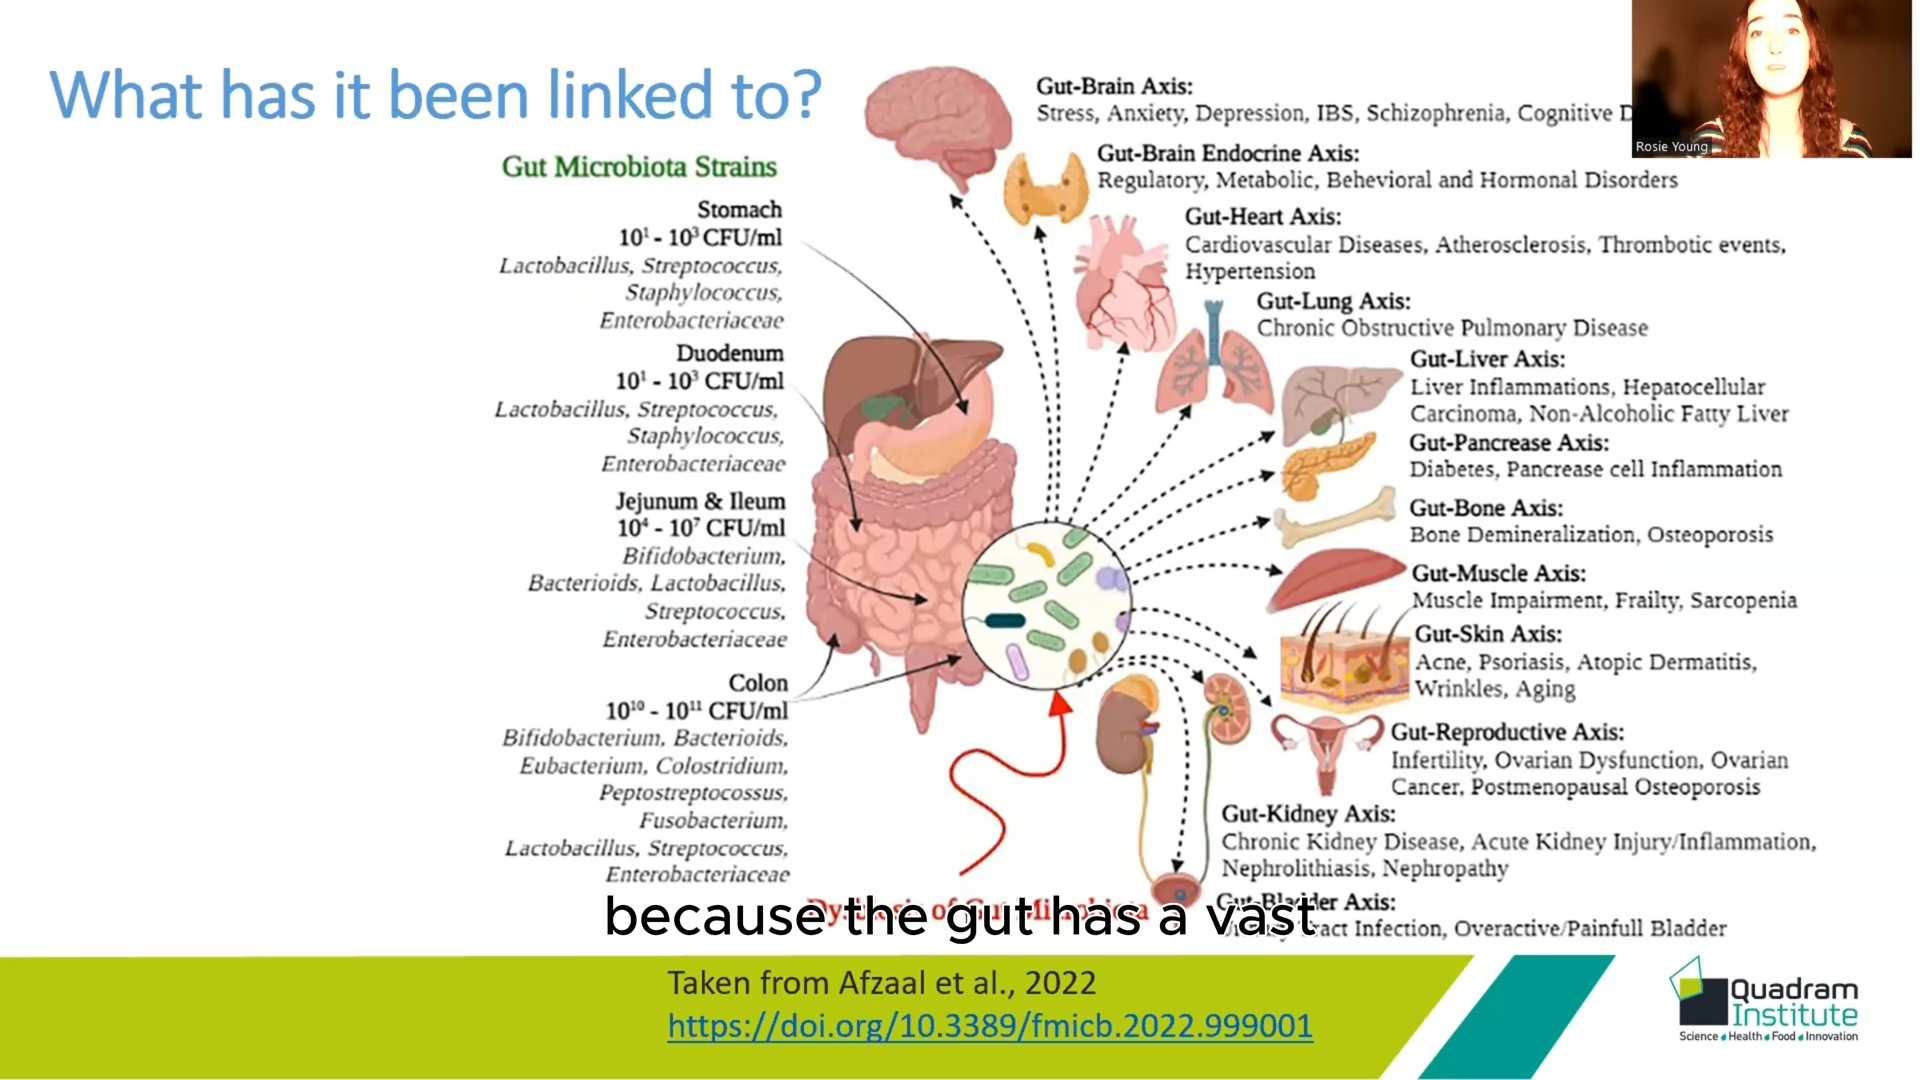 What has it been linked to?
Gut Microbiota Strains
Stomach
10¹ - 10³ CFU/ml
Lactobacillus, Streptococcus,
Staphylococcus,
Enterobacteriaceae
Duodenum
10¹ - 10³ CFU/ml
Lactobacillus, Streptococcus,
Staphylococcus,
Enterobacteriaceae
Jejunum & Ileum
10⁴ - 10⁷ CFU/ml
Bifidobacterium,
Bacterioids, Lactobacillus,
Streptococcus,
Enterobacteriaceae
Colon
10¹⁰ - 10¹¹ CFU/ml
Bifidobacterium, Bacterioids,
Eubacterium, Colostridium,
Peptostreptocossus,
Fusobacterium,
Lactobacillus, Streptococcus,
Enterobacteriaceae
Gut-Brain Axis:
Stress, Anxiety, Depression, IBS, Schizophrenia, Cognitive
Gut-Brain Endocrine Axis:
Regulatory, Metabolic, Behevioral and Hormonal Disorders
Gut-Heart Axis:
Cardiovascular Diseases, Atherosclerosis, Thrombotic events,
Hypertension
Gut-Lung Axis:
Chronic Obstructive Pulmonary Disease
Gut-Liver Axis:
Liver Inflammations, Hepatocellular
Carcinoma, Non-Alcoholic Fatty Liver
Gut-Pancrease Axis:
Diabetes, Pancrease cell Inflammation
Gut-Bone Axis:
Bone Demineralization, Osteoporosis
Gut-Muscle Axis:
Muscle Impairment, Frailty, Sarcopenia
Gut-Skin Axis:
Acne, Psoriasis, Atopic Dermatitis,
Wrinkles, Aging
Gut-Reproductive Axis:
Infertility, Ovarian Dysfunction, Ovarian
Cancer, Postmenopausal Osteoporosis
Gut-Kidney Axis:
Chronic Kidney Disease, Acute Kidney Injury/Inflammation,
Nephrolithiasis, Nephropathy
Gut-Bladder Axis:
Tract Infection, Overactive/Painfull Bladder
Dysbiosis of Gut Microbiota
because the gut has a vast
Rosie Young
Taken from Afzaal et al., 2022
https://doi.org/10.3389/fmicb.2022.999001
Quadram
Institute
Science Health Food Innovation